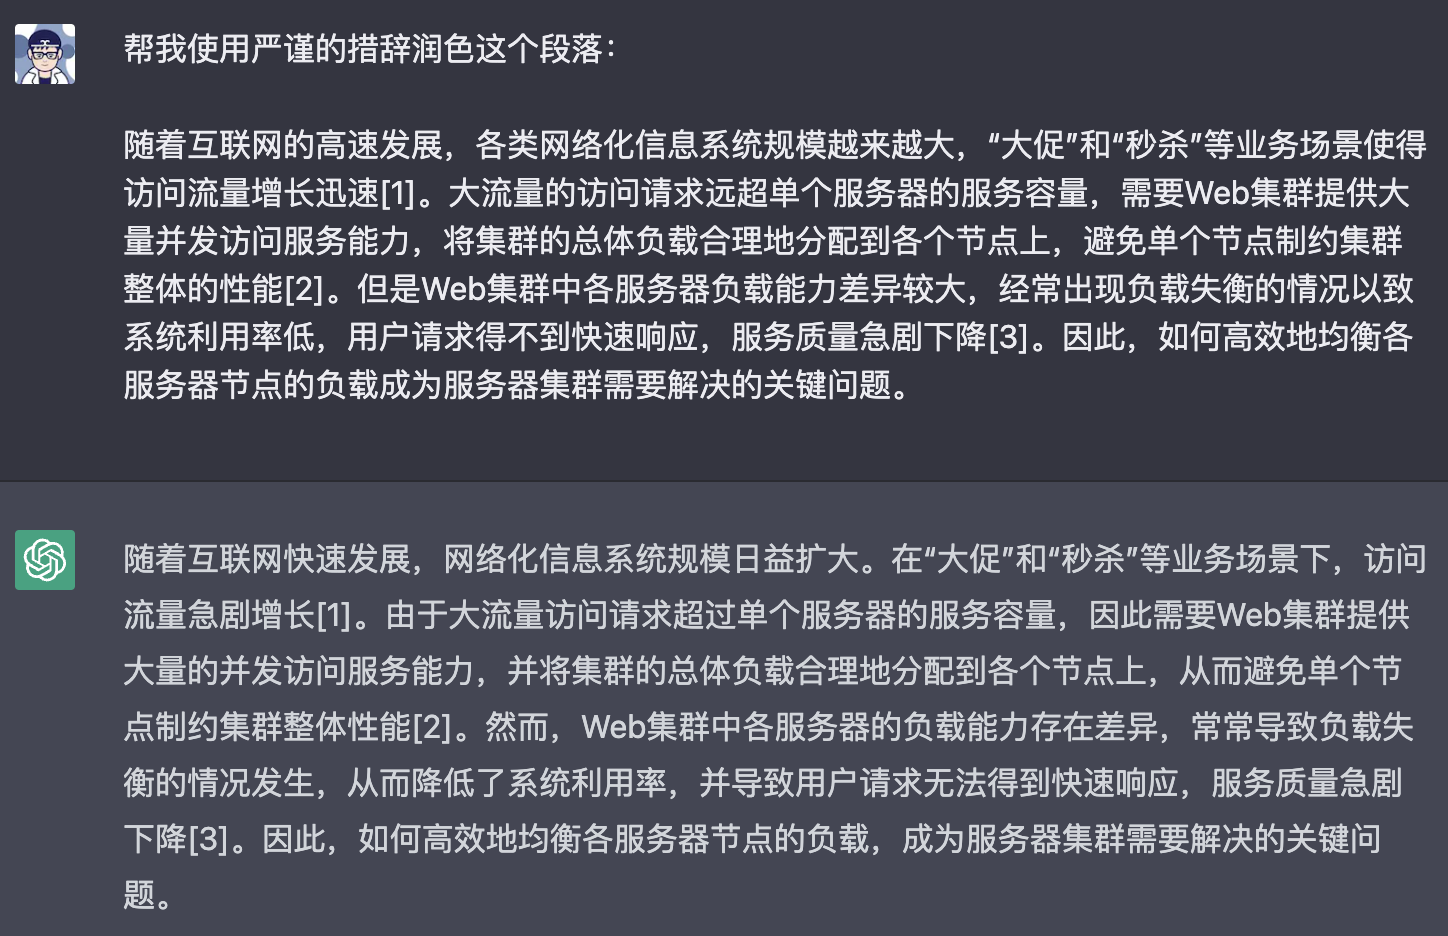 帮我使用严谨的措辞润色这个段落：
随着互联网的高速发展，各类网络化信息系统规模越来越大，“大促”和“秒杀”等业务场景使得
访问流量增长迅速[1]。大流量的访问请求远超单个服务器的服务容量，需要Web集群提供大
量并发访问服务能力，将集群的总体负载合理地分配到各个节点上，避免单个节点制约集群
整体的性能[2]。但是Web集群中各服务器负载能力差异较大，经常出现负载失衡的情况以致
系统利用率低，用户请求得不到快速响应，服务质量急剧下降[3]。因此，如何高效地均衡各
服务器节点的负载成为服务器集群需要解决的关键问题。
随着互联网快速发展，网络化信息系统规模日益扩大。在“大促”和“秒杀”等业务场景下，访问
流量急剧增长[1]。由于大流量访问请求超过单个服务器的服务容量，因此需要Web集群提供
大量的并发访问服务能力，并将集群的总体负载合理地分配到各个节点上，从而避免单个节
点制约集群整体性能[2]。然而，Web集群中各服务器的负载能力存在差异，常常导致负载失
衡的情况发生，从而降低了系统利用率，并导致用户请求无法得到快速响应，服务质量急剧
下降[3]。因此，如何高效地均衡各服务器节点的负载，成为服务器集群需要解决的关键问
题。